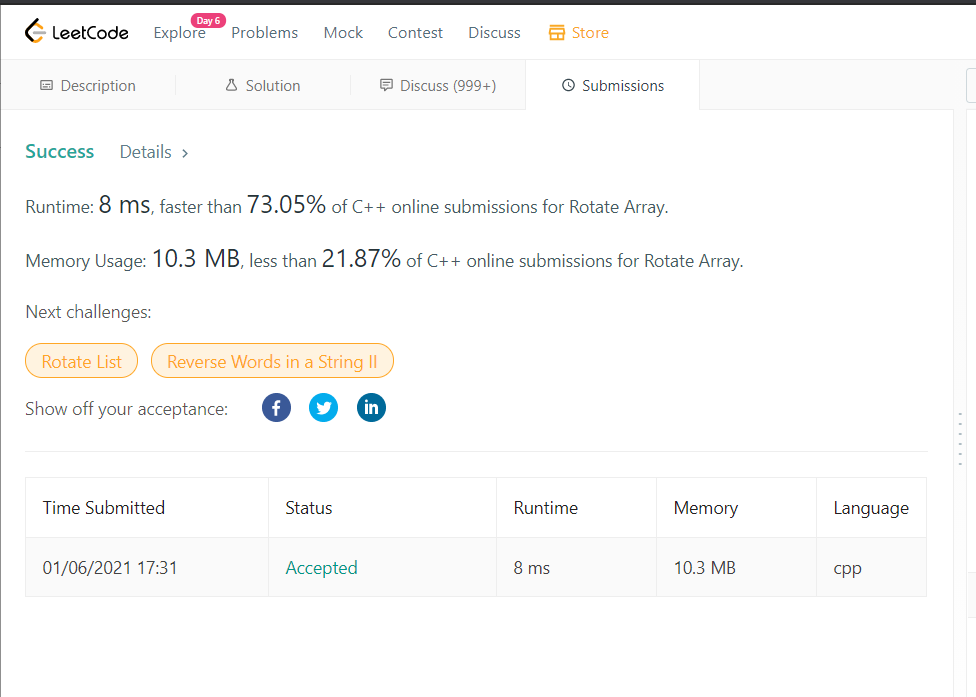 LeetCode Explore Day 6 Problems Mock Contest Discuss Store
Description Solution Discuss (999+) Submissions
Success Details >
Runtime: 8 ms, faster than 73.05% of C++ online submissions for Rotate Array.
Memory Usage: 10.3 MB, less than 21.87% of C++ online submissions for Rotate Array.
Next challenges:
Rotate List Reverse Words in a String II
Show off your acceptance:
Time Submitted Status Runtime Memory Language
01/06/2021 17:31 Accepted 8 ms 10.3 MB cpp